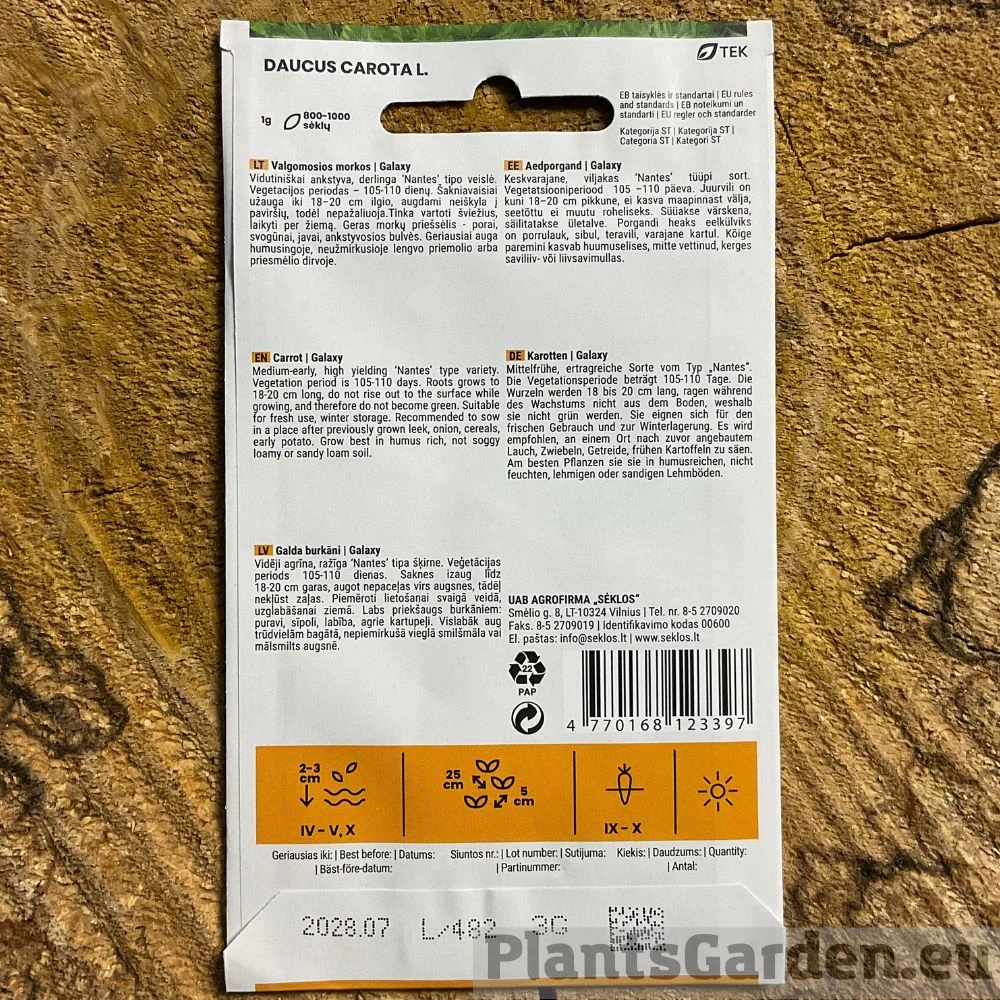 DAUCUS CAROTA L.
TEK
1g
800-1000
sėklų
EB taisyklės ir standartai | EU rules
and standards | EB noteikumi un
standarti | EU regler och standarder
Kategorija ST | Kategorija ST |
Categoria ST | Kategori ST
LT Valgomosios morkos | Galaxy
Vidutiniškai ankstyva, derlinga 'Nantes' tipo veislė.
Vegetacijos periodas – 105-110 dienų. Šakniavaisiai
užauga iki 18–20 cm ilgio, augdami neiškyla į
paviršių, todėl nepažaliuoja.Tinka vartoti šviežius,
laikyti per žiemą. Geras morkų priešsėlis - porai,
svogūnai, javai, ankstyvosios bulvės. Geriausiai auga
humusingoje, neužmirkusioje lengvo priemolio arba
priesmėlio dirvoje.
EE Aedporgand | Galaxy
Keskvarajane, viljakas 'Nantes' tüüpi sort.
Vegetatsiooniperiood 105 –110 päeva. Juurvili on
kuni 18–20 cm pikkune, ei kasva maapinnast välja,
seetõttu ei muutu roheliseks. Süüakse värskena,
säilitatakse ületalve. Porgandi heaks eelkülviks
on porrulauk, sibul, teravili, varajane kartul. Kõige
paremini kasvab huumuselises, mitte vettinud, kerges
saviliiv- või liivsavimullas.
EN Carrot | Galaxy
Medium-early, high yielding 'Nantes' type variety.
Vegetation period is 105-110 days. Roots grows to
18-20 cm long, do not rise out to the surface while
growing, and therefore do not become green. Suitable
for fresh use, winter storage. Recommended to sow
in a place after previously grown leek, onion, cereals,
early potato. Grow best in humus rich, not soggy
loamy or sandy loam soil.
DE Karotten | Galaxy
Mittelfrühe, ertragreiche Sorte vom Typ „Nantes".
Die Vegetationsperiode beträgt 105-110 Tage. Die
Wurzeln werden 18 bis 20 cm lang, ragen während
des Wachstums nicht aus dem Boden, weshalb
sie nicht grün werden. Sie eignen sich für den
frischen Gebrauch und zur Winterlagerung. Es wird
empfohlen, an einem Ort nach zuvor angebautem
Lauch, Zwiebeln, Getreide, frühen Kartoffeln zu säen.
Am besten Pflanzen sie sie in humusreichen, nicht
feuchten, lehmigen oder sandigen Lehmböden.
LV Galda burkāni | Galaxy
Vidēji agrīna, ražīga 'Nantes' tipa šķirne. Veģetācijas
periods 105-110 dienas. Saknes izaug līdz
18-20 cm garas, augot nepaceļas virs augsnes, tādēļ
nekļūst zaļas. Piemēroti lietošanai svaigā veidā,
uzglabāšanai ziemā. Labs priekšaugs burkāniem:
puravi, sīpoli, labība, agrie kartupeļi. Vislabāk aug
trūdvielām bagātā, nepiemirkušā vieglā smilšmāla vai
mālsmilts augsnē.
UAB AGROFIRMA „SĖKLOS"
Smėlio g. 8, LT-10324 Vilnius | Tel. nr. 8-5 2709020
Faks. 8-5 2709019 | Identifikavimo kodas 00600
El. paštas: info@seklos.lt | www.seklos.lt
22
PAP
4 770168 123397
2-3
cm
IV - V, X
25
cm
5
cm
IX - X
Geriausias iki: | Best before: | Datums:
| Bäst-före-datum:
Siuntos nr.: | Lot number: | Sutijuma:
| Partinummer:
Kiekis: | Daudzums: | Quantity:
| Antal:
2028.07 L/482 3G
PlantsGarden.eu